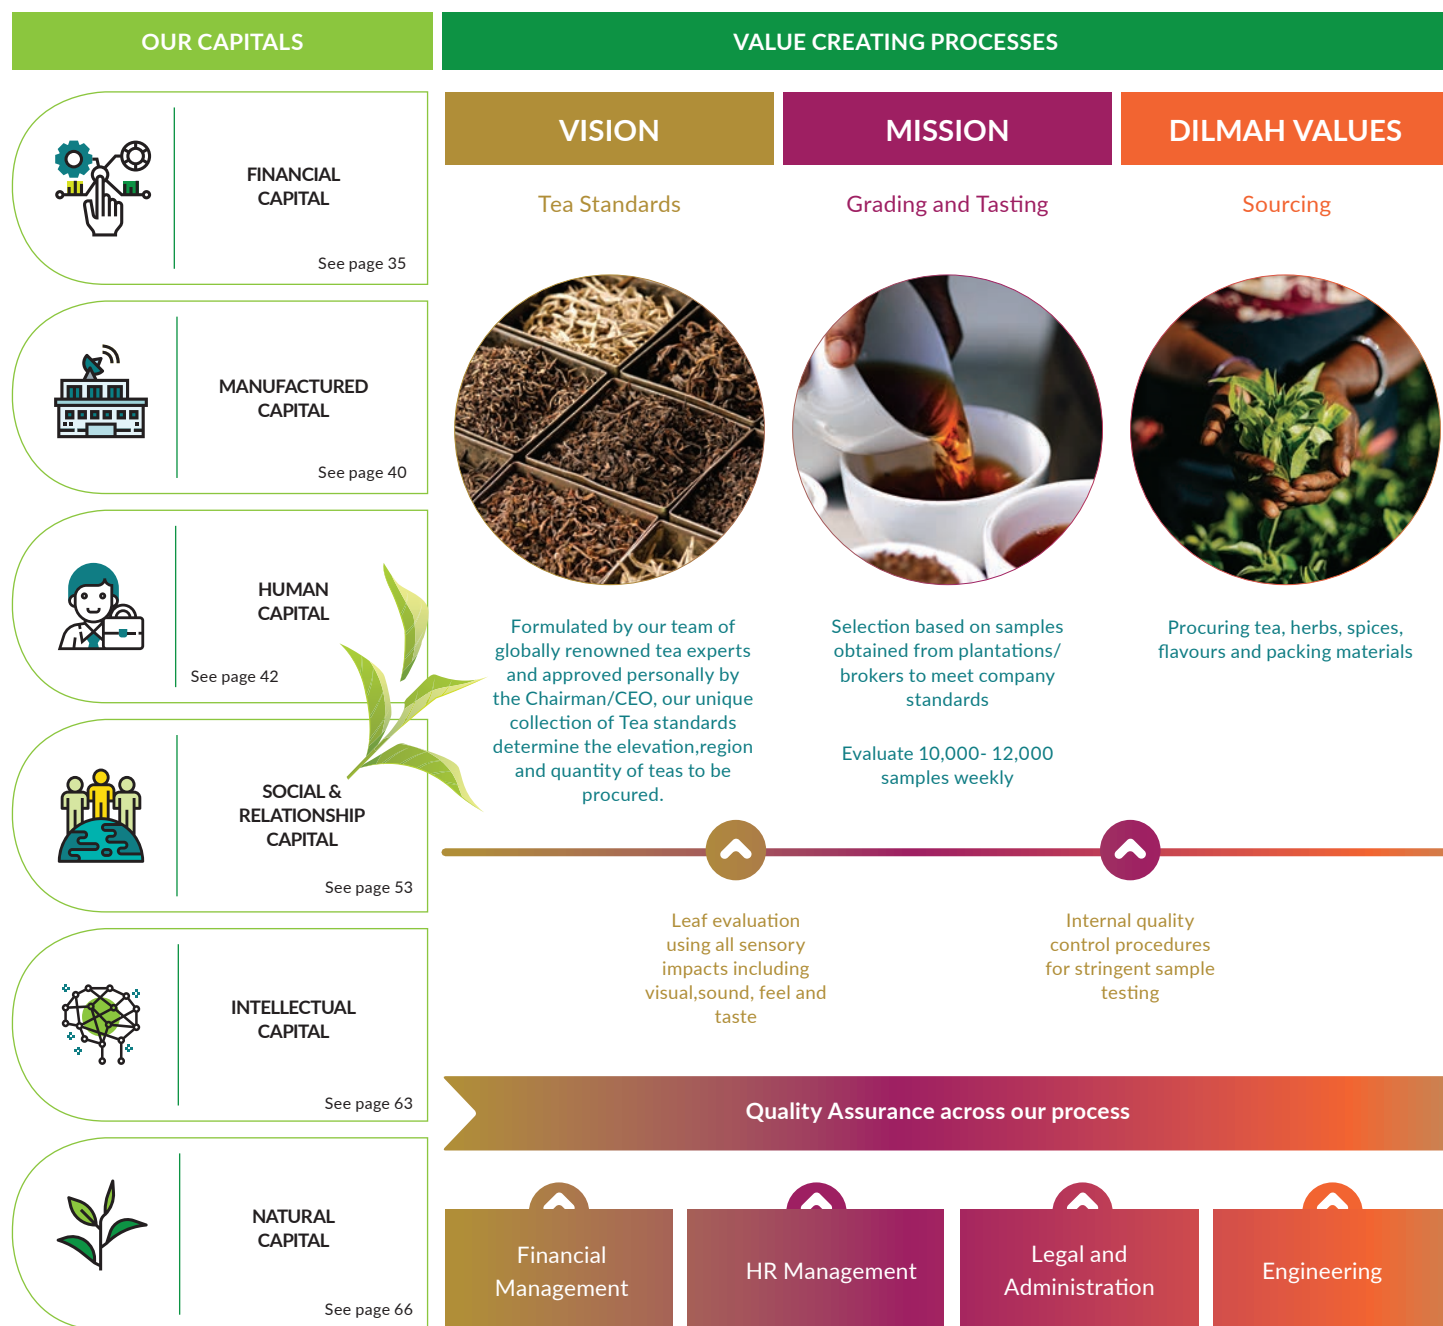 OUR CAPITALS
FINANCIAL
CAPITAL
See page 35
MANUFACTURED
CAPITAL
See page 40
HUMAN
CAPITAL
See page 42
SOCIAL &
RELATIONSHIP
CAPITAL
See page 53
INTELLECTUAL
CAPITAL
See page 63
NATURAL
CAPITAL
See page 66
VALUE CREATING PROCESSES
VISION
Tea Standards
Formulated by our team of
globally renowned tea experts
and approved personally by
the Chairman/CEO, our unique
collection of Tea standards
determine the elevation,region
and quantity of teas to be
procured.
MISSION
Grading and Tasting
Selection based on samples
obtained from plantations/
brokers to meet company
standards
Evaluate 10,000- 12,000
samples weekly
DILMAH VALUES
Sourcing
Procuring tea, herbs, spices,
flavours and packing materials
Leaf evaluation
using all sensory
impacts including
visual,sound, feel and
taste
Internal quality
control procedures
for stringent sample
testing
Quality Assurance across our process
Financial
Management
HR Management
Legal and
Administration
Engineering